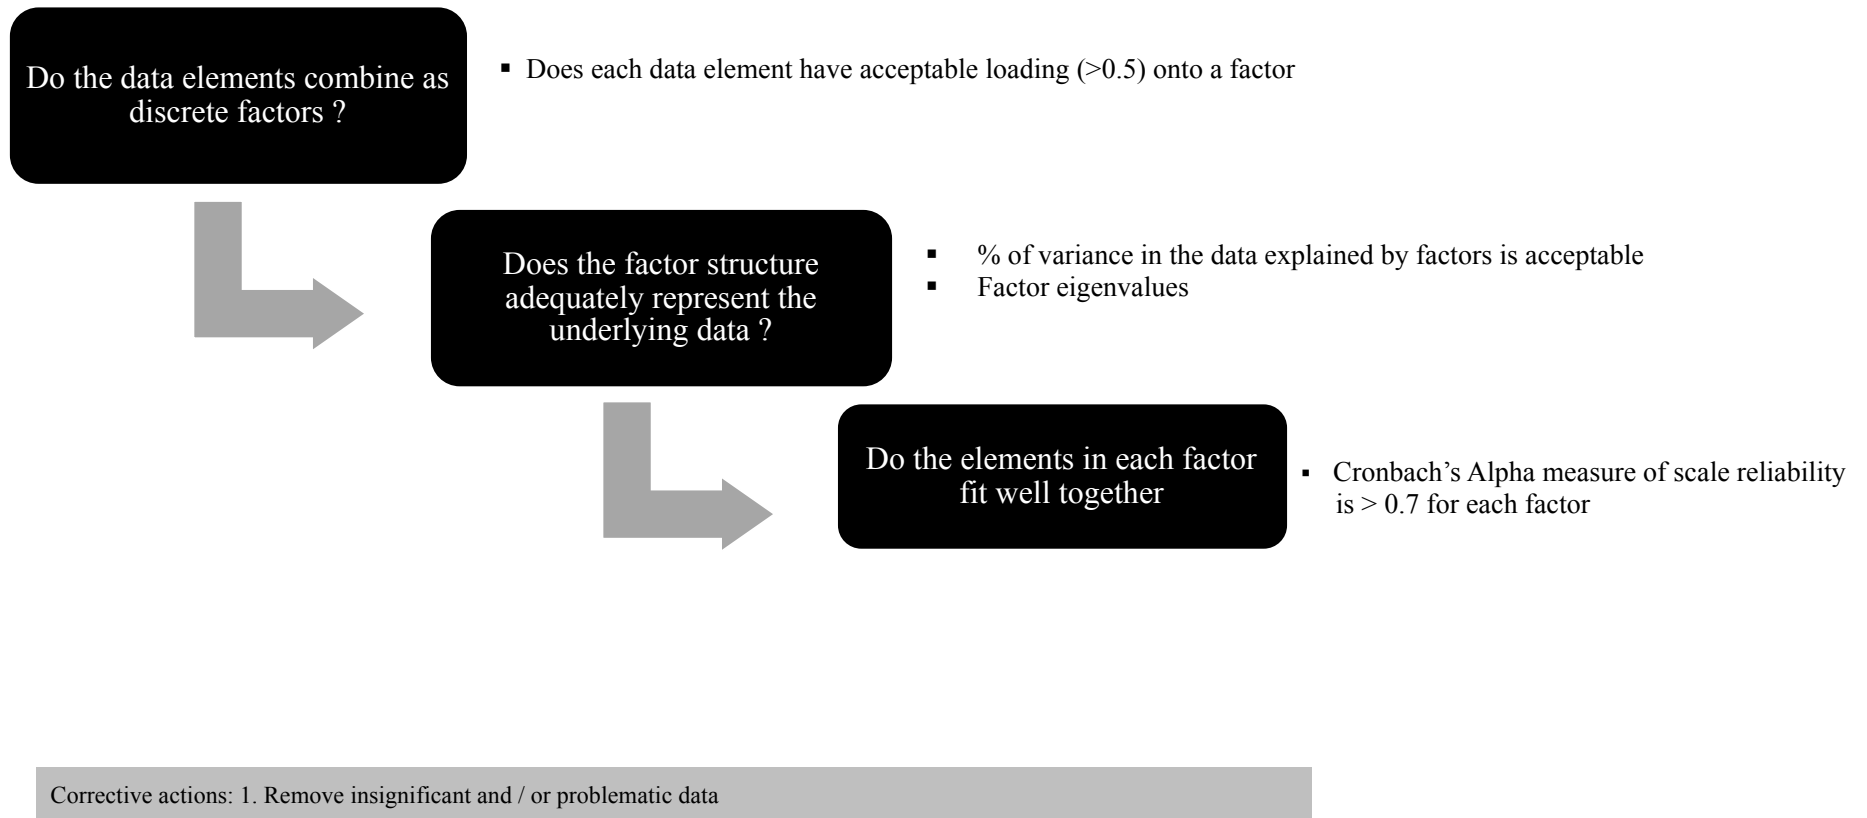 Do the data elements combine as
discrete factors ?
▪ Does each data element have acceptable loading (>0.5) onto a factor
Does the factor structure
adequately represent the
underlying data ?
▪ % of variance in the data explained by factors is acceptable
▪ Factor eigenvalues
Do the elements in each factor
fit well together
▪ Cronbach’s Alpha measure of scale reliability
is > 0.7 for each factor
Corrective actions: 1. Remove insignificant and / or problematic data